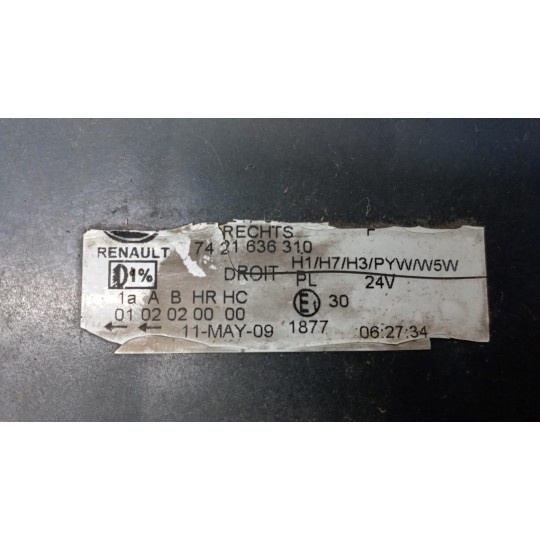 RECHTS
RENAULT 74 21 636 310
1% DROIT H1/H7/H3/PYW/W5W
PL 24V
1a A B HR HC E 30
01 02 02 00 00
11-MAY-09 1877 06:27:34